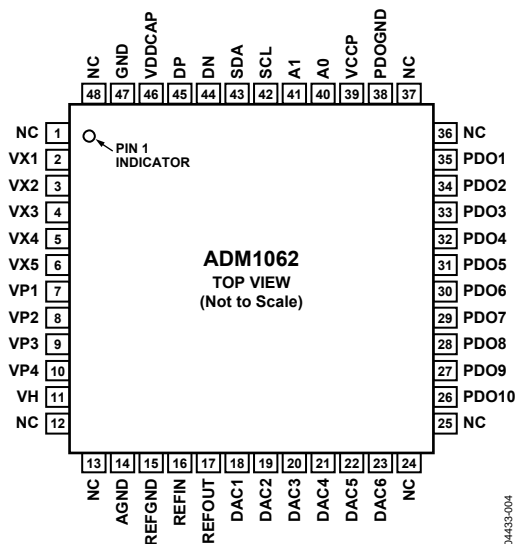 NC
GND
VDDCAP
DP
DN
SDA
SCL
A1
A0
VCCP
PDOGND
NC
48 47 46 45 44 43 42 41 40 39 38 37
NC 1
VX1 2
VX2 3
VX3 4
VX4 5
VX5 6
VP1 7
VP2 8
VP3 9
VP4 10
VH 11
NC 12
PIN 1
INDICATOR
ADM1062
TOP VIEW
(Not to Scale)
36 NC
35 PDO1
34 PDO2
33 PDO3
32 PDO4
31 PDO5
30 PDO6
29 PDO7
28 PDO8
27 PDO9
26 PDO10
25 NC
13 14 15 16 17 18 19 20 21 22 23 24
NC
AGND
REFGND
REFIN
REFOUT
DAC1
DAC2
DAC3
DAC4
DAC5
DAC6
NC
04433-004